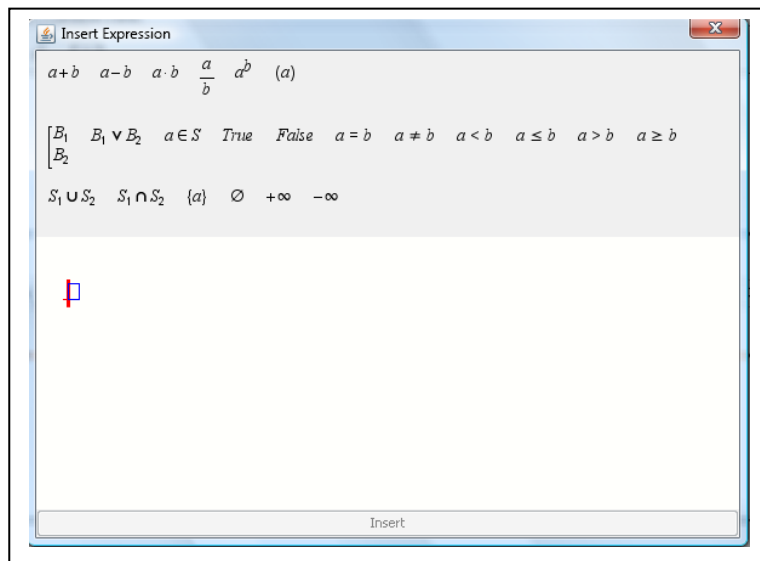 Insert Expression
a+b a−b a·b a/b a^b (a)
[B₁ B₂ B₁ ∨ B₂ a ∈ S True False a = b a ≠ b a < b a ≤ b a > b a ≥ b
S₁ ∪ S₂ S₁ ∩ S₂ {a} ∅ +∞ −∞
Insert